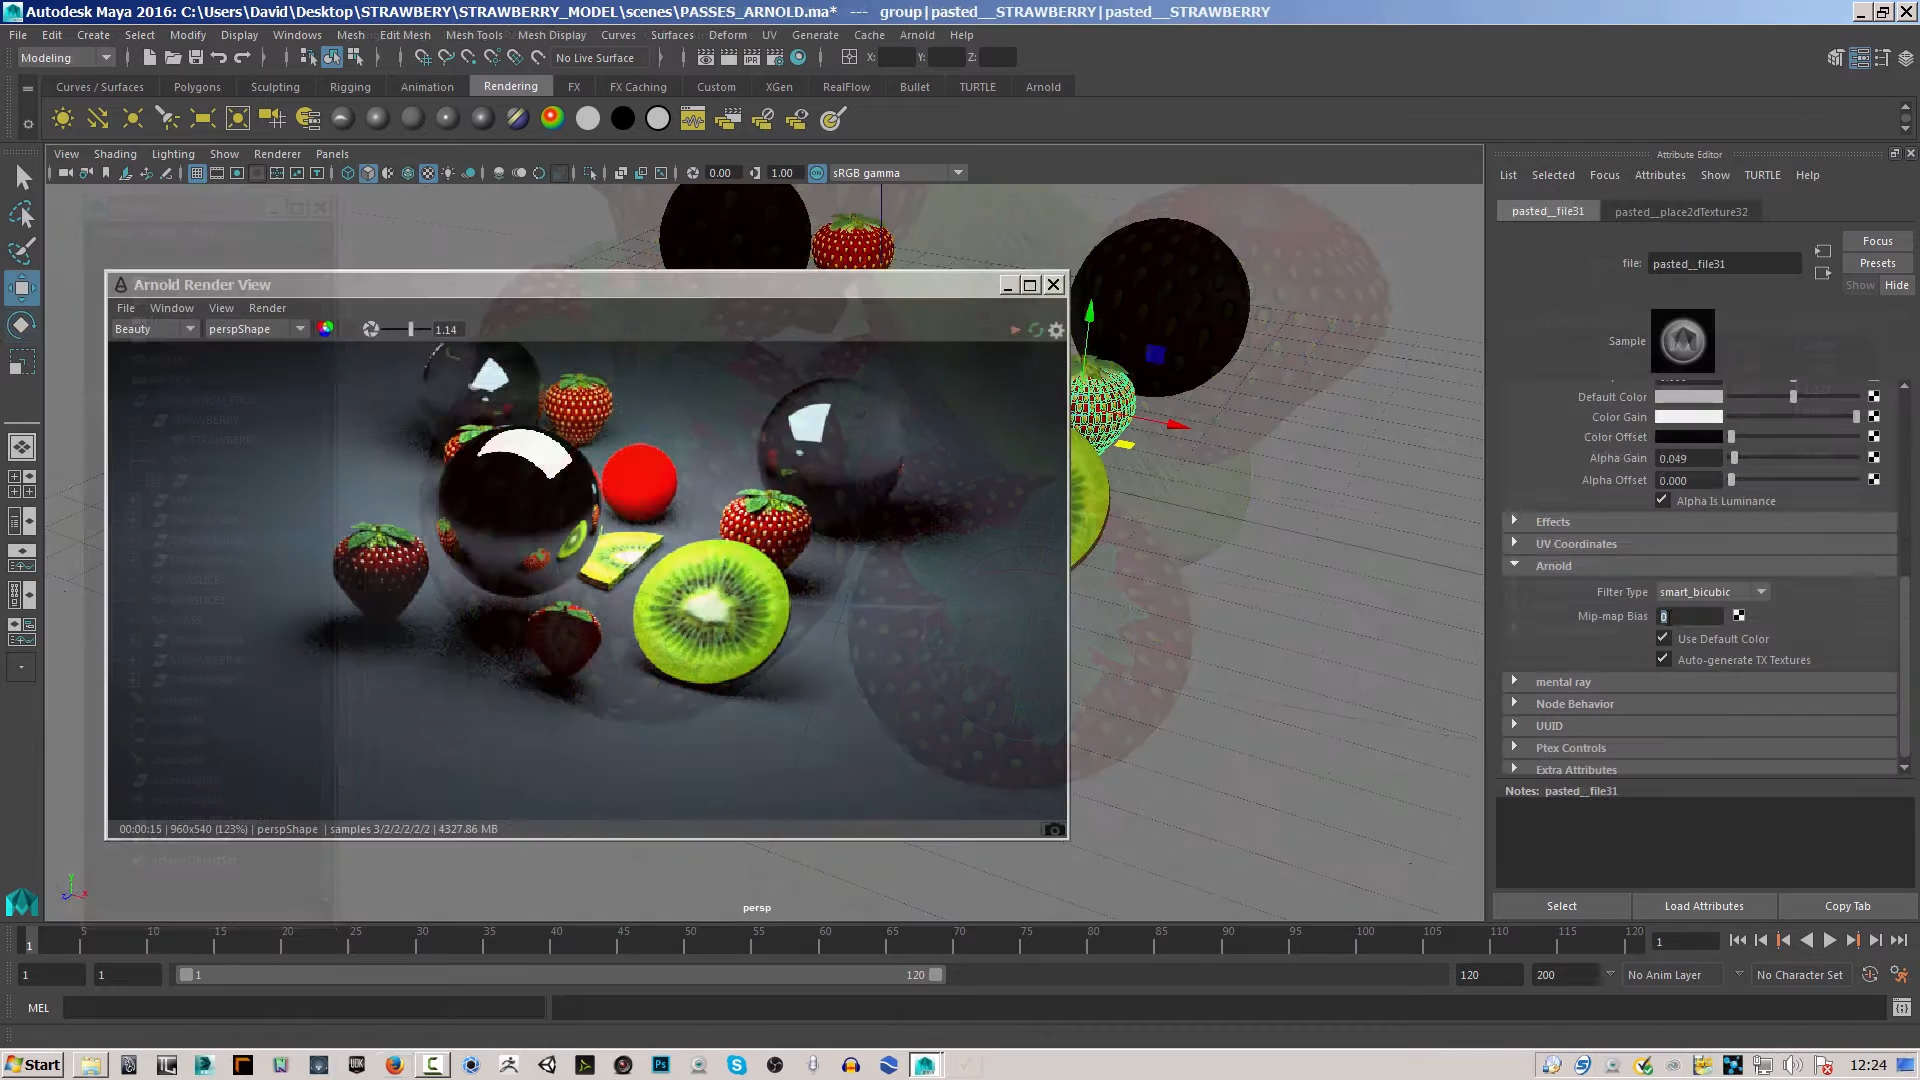 Autodesk Maya 2016: C:\Users\David\Desktop\STRAWBERY\STRAWBERRY_MODEL\scenes\PASSES_ARNOLD.ma* --- group|pasted__STRAWBERRY|pasted__STRAWBERRY
File Edit Create Select Modify Display Windows Mesh Edit Mesh Mesh Tools Mesh Display Curves Surfaces Deform UV Generate Cache Arnold Help
Modeling No Live Surface X: Y: Z:
Curves / Surfaces Polygons Sculpting Rigging Animation Rendering FX FX Caching Custom XGen RealFlow Bullet TURTLE Arnold
View Shading Lighting Show Renderer Panels
0.00 1.00 sRGB gamma
Attribute Editor
List Selected Focus Attributes Show TURTLE Help
pasted__file31 pasted__place2dTexture32
Focus
file: pasted__file31
Presets
Show Hide
Sample
Default Color
Color Gain
Color Offset
Alpha Gain 0.049
Alpha Offset 0.000
Alpha Is Luminance
Effects
UV Coordinates
Arnold
Filter Type smart_bicubic
Mip-map Bias 0
Use Default Color
Auto-generate TX Textures
mental ray
Node Behavior
UUID
Ptex Controls
Extra Attributes
Notes: pasted__file31
Select Load Attributes Copy Tab
Arnold Render View
File Window View Render
Beauty perspShape 1.14
00:00:15 | 960x540 (123%) | perspShape | samples 3/2/2/2/2/2 | 4327.86 MB
defaultObjectSet
persp
1 5 10 15 20 25 30 35 40 45 50 55 60 65 70 75 80 85 90 95 100 105 110 115 120 1
1 1 1 120 120 200 No Anim Layer No Character Set
MEL
Start 12:24